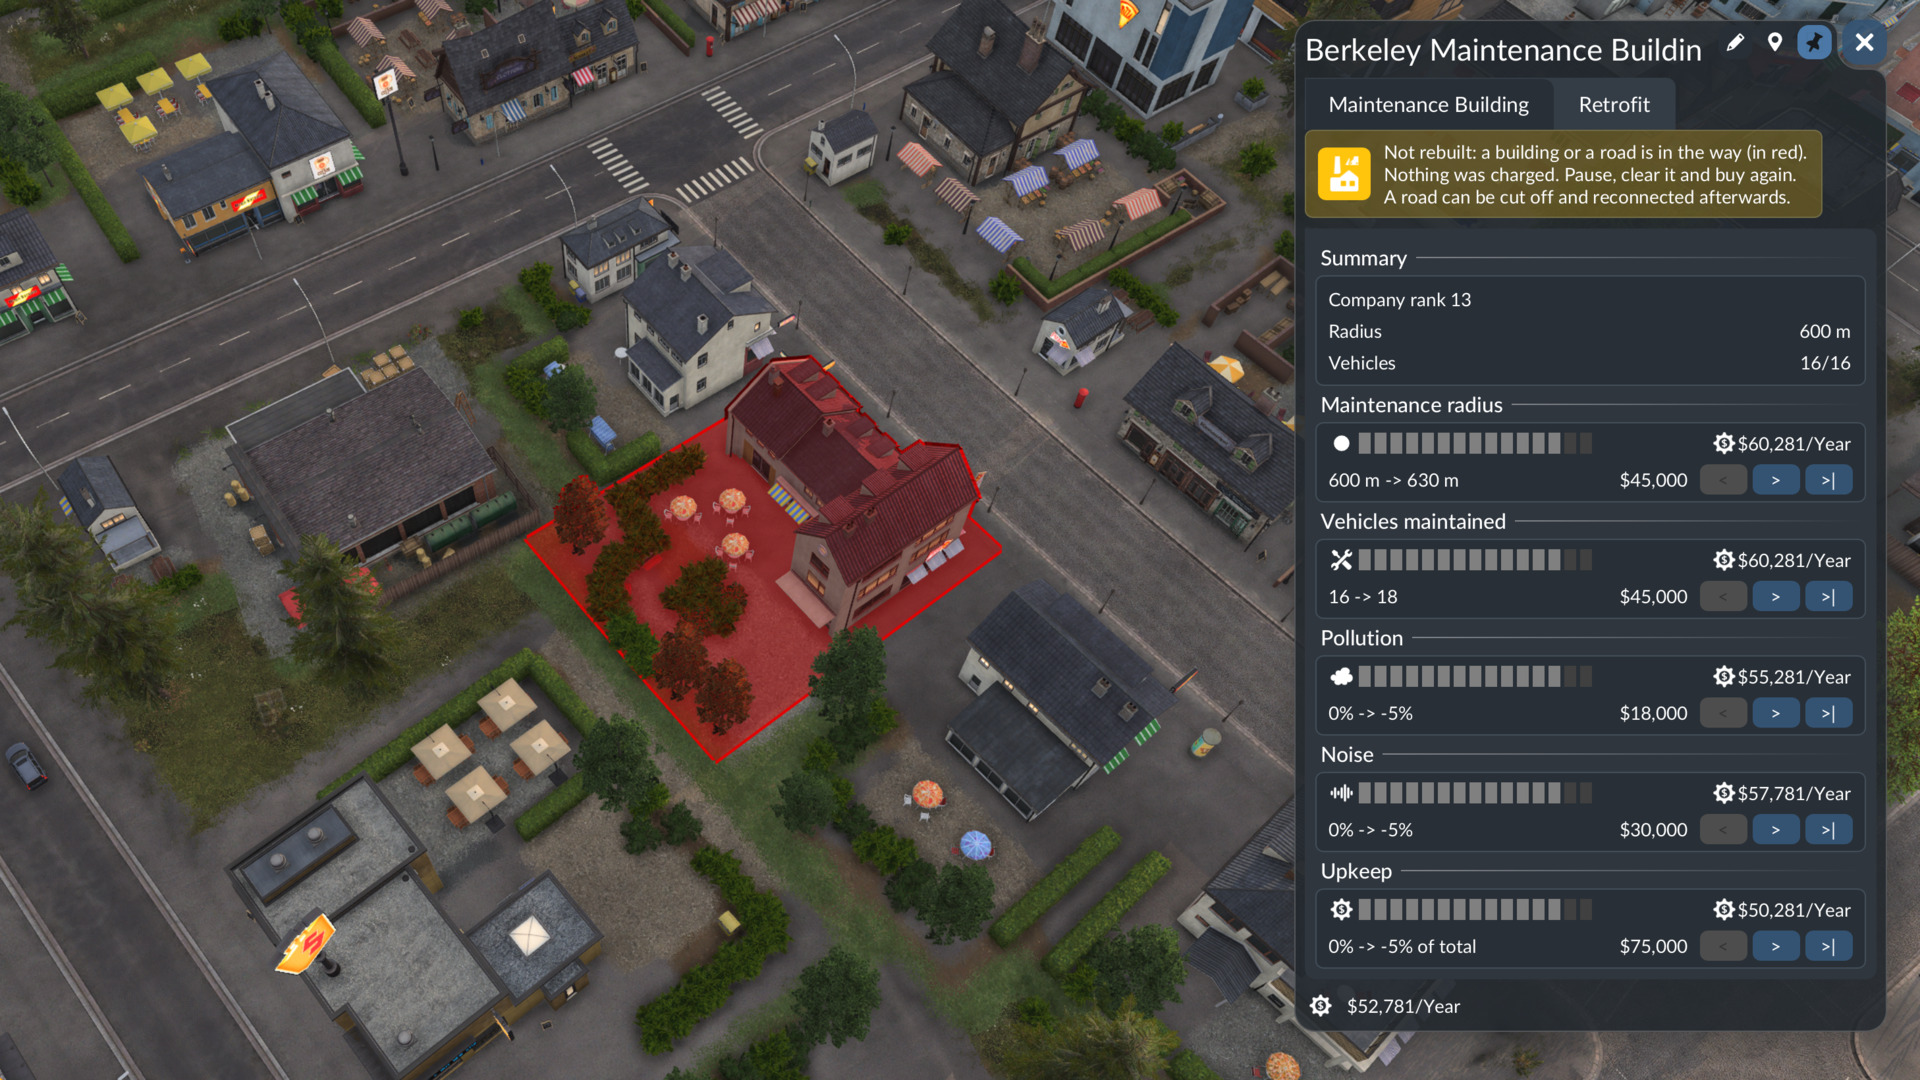 Berkeley Maintenance Buildin
Maintenance Building
Retrofit
Not rebuilt: a building or a road is in the way (in red).
Nothing was charged. Pause, clear it and buy again.
A road can be cut off and reconnected afterwards.
Summary
Company rank 13
Radius 600 m
Vehicles 16/16
Maintenance radius
$60,281/Year
600 m -> 630 m $45,000 < > >|
Vehicles maintained
$60,281/Year
16 -> 18 $45,000 < > >|
Pollution
$55,281/Year
0% -> -5% $18,000 < > >|
Noise
$57,781/Year
0% -> -5% $30,000 < > >|
Upkeep
$50,281/Year
0% -> -5% of total $75,000 < > >|
$52,781/Year